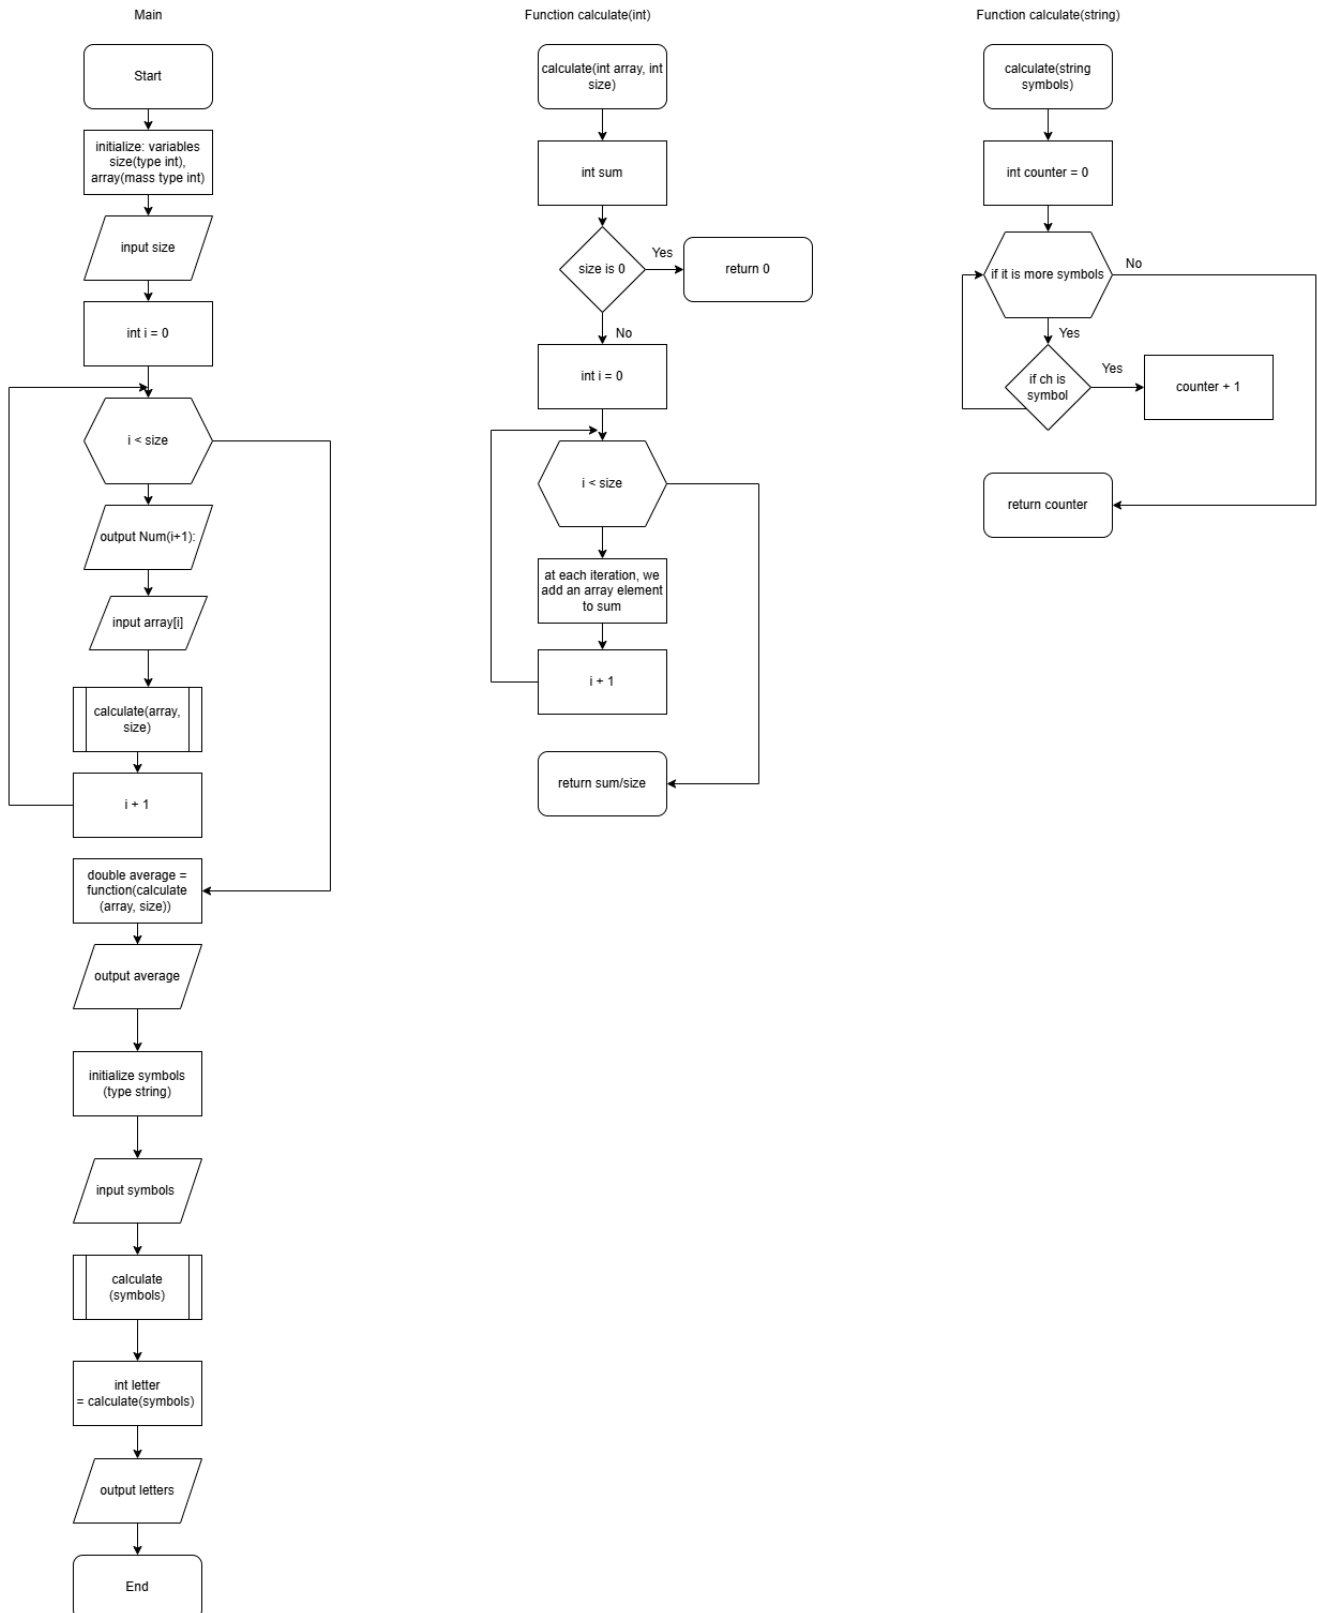 Main
Start
initialize: variables
size(type int),
array(mass type int)
input size
int i = 0
i < size
output Num(i+1):
input array[i]
calculate(array,
size)
i + 1
double average =
function(calculate
(array, size))
output average
initialize symbols
(type string)
input symbols
calculate
(symbols)
int letter
= calculate(symbols)
output letters
End
Function calculate(int)
calculate(int array, int
size)
int sum
size is 0
Yes
return 0
No
int i = 0
i < size
at each iteration, we
add an array element
to sum
i + 1
return sum/size
Function calculate(string)
calculate(string
symbols)
int counter = 0
if it is more symbols
No
Yes
if ch is
symbol
Yes
counter + 1
return counter